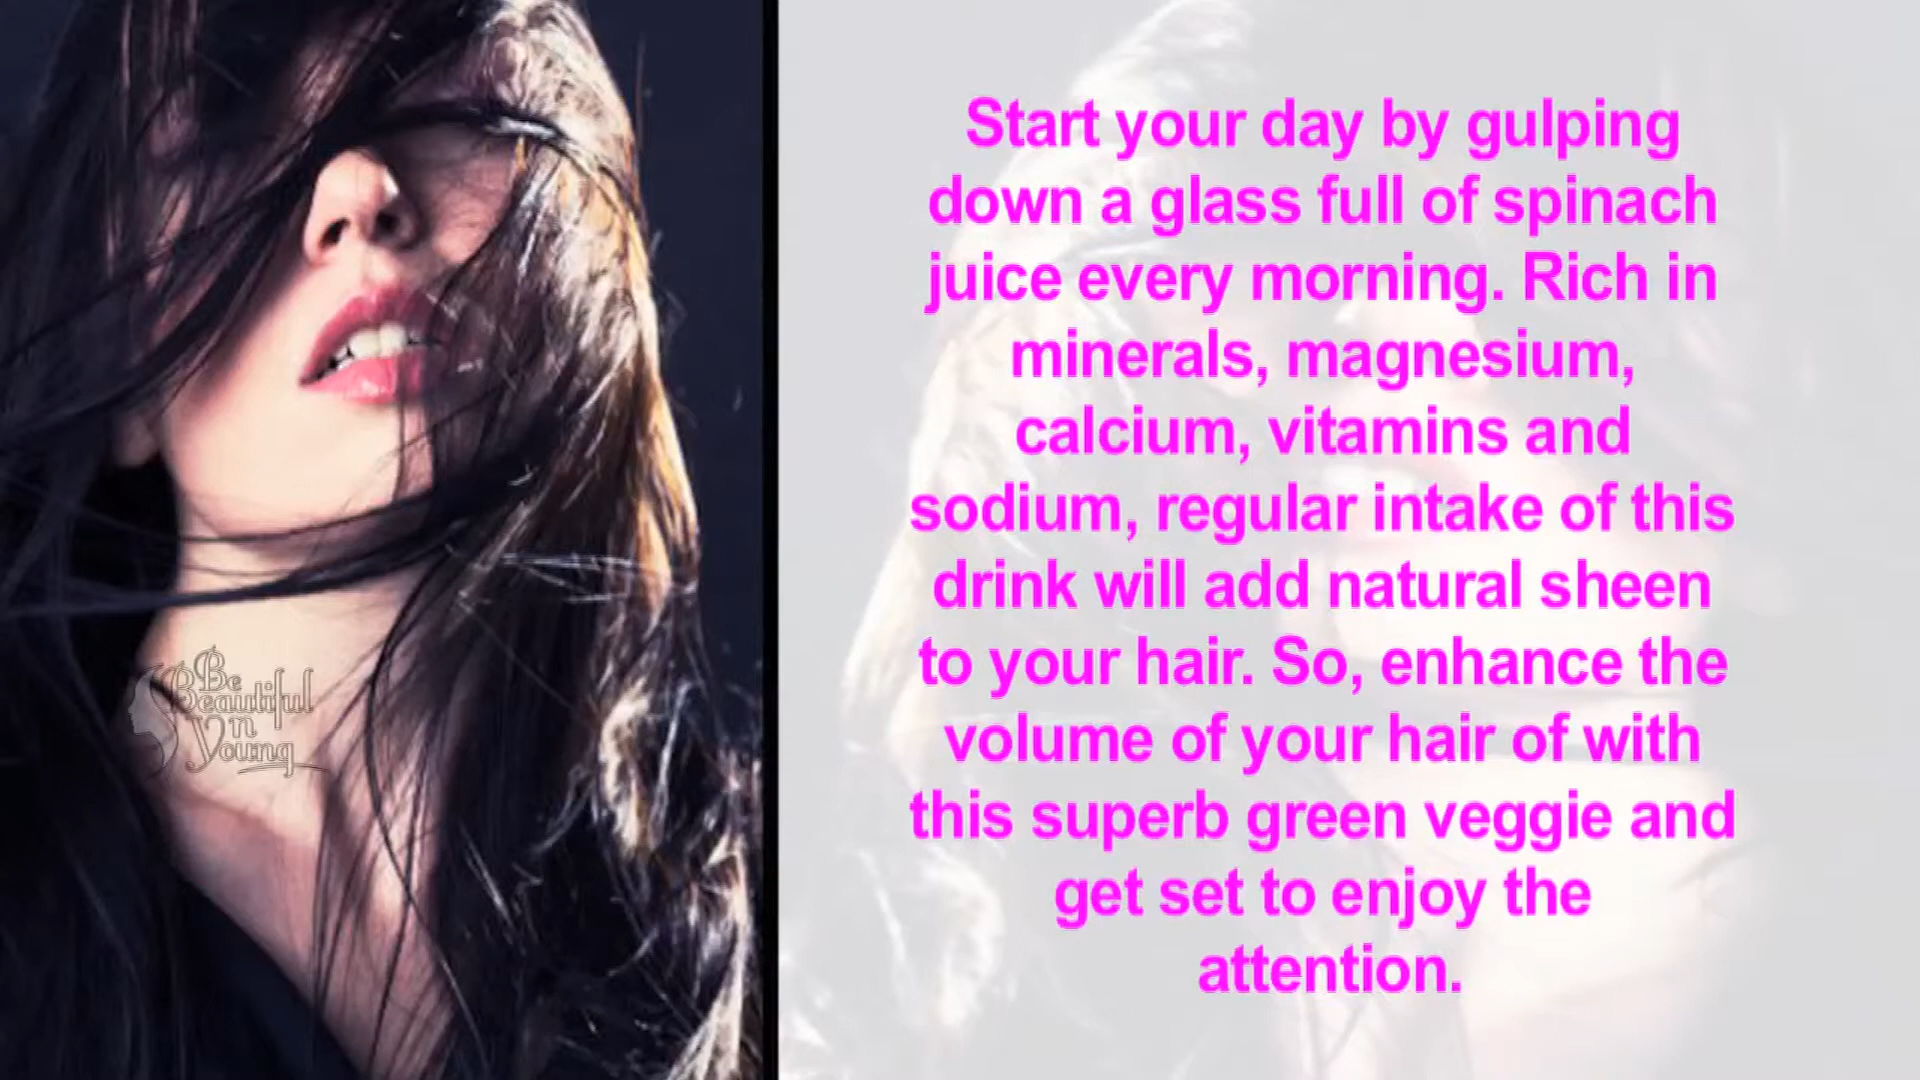 Start your day by gulping
down a glass full of spinach
juice every morning. Rich in
minerals, magnesium,
calcium, vitamins and
sodium, regular intake of this
drink will add natural sheen
to your hair. So, enhance the
volume of your hair of with
this superb green veggie and
get set to enjoy the
attention.
Be
Beautiful
n
Young